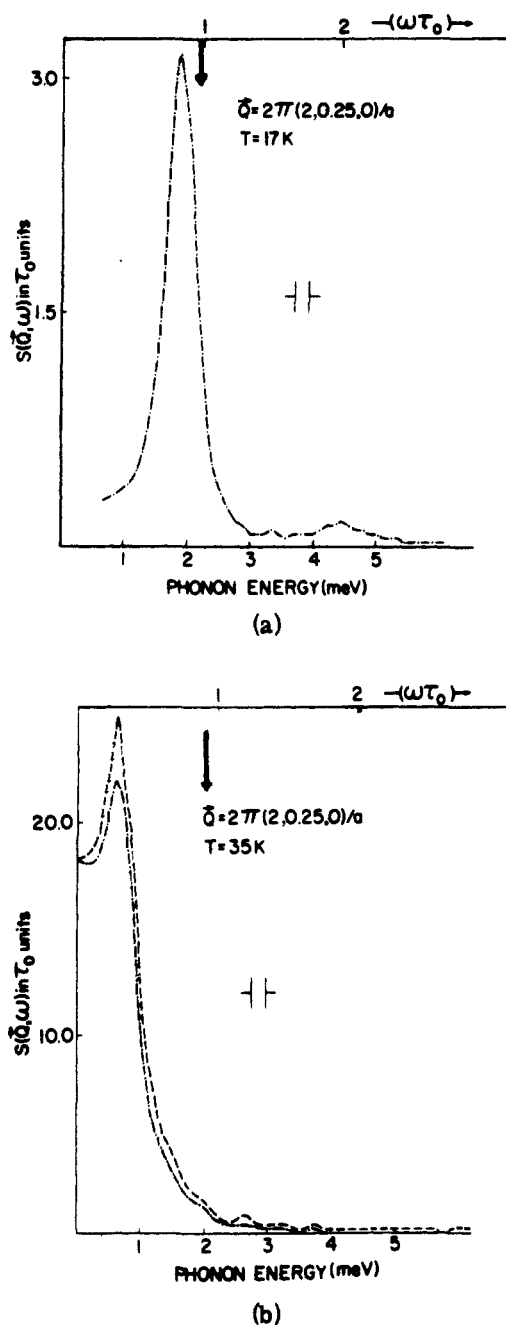 1 2 —(ωτ₀)→
3.0
Q⃗=2π(2,0.25,0)/a
T=17K
S(Q⃗,ω) in τ₀ units
1.5
1 2 3 4 5
PHONON ENERGY(meV)
(a)
1 2 —(ωτ₀)→
20.0
Q⃗=2π(2,0.25,0)/a
T=35K
S(Q⃗,ω) in τ₀ units
10.0
1 2 3 4 5
PHONON ENERGY(meV)
(b)